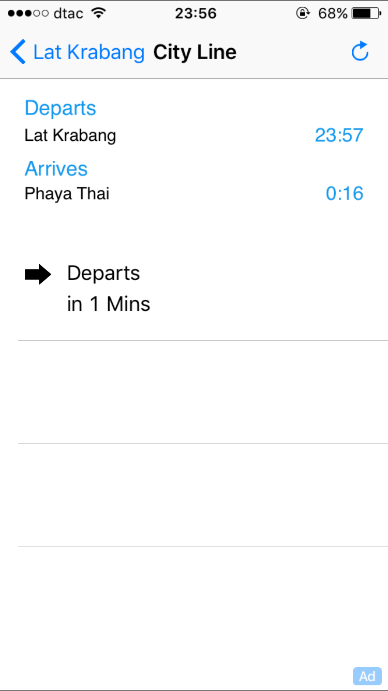 dtac 23:56 68%
Lat Krabang City Line
Departs
Lat Krabang 23:57
Arrives
Phaya Thai 0:16
Departs
in 1 Mins
Ad